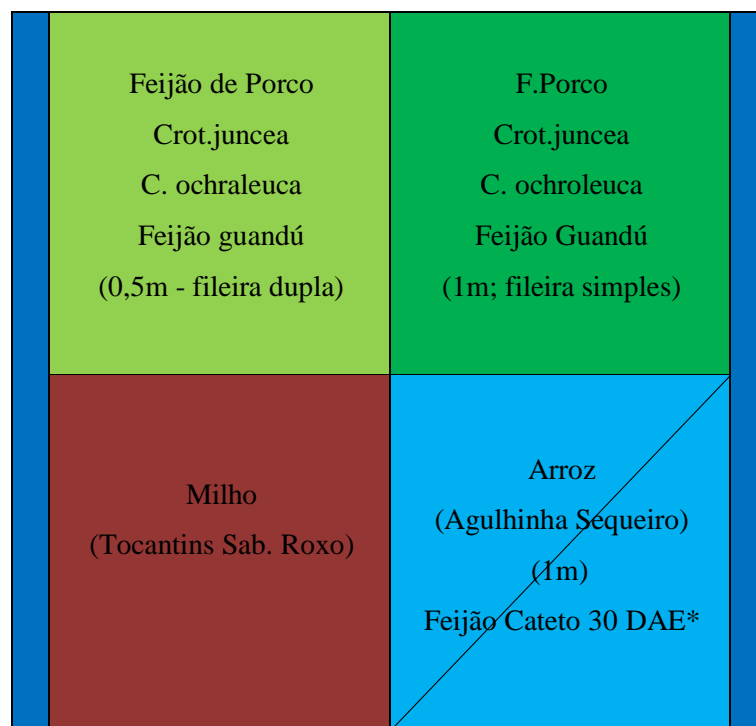 Feijão de Porco
Crot.juncea
C. ochraleuca
Feijão guandú
(0,5m - fileira dupla)
F.Porco
Crot.juncea
C. ochroleuca
Feijão Guandú
(1m; fileira simples)
Milho
(Tocantins Sab. Roxo)
Arroz
(Agulhinha Sequeiro)
(1m)
Feijão Cateto 30 DAE*